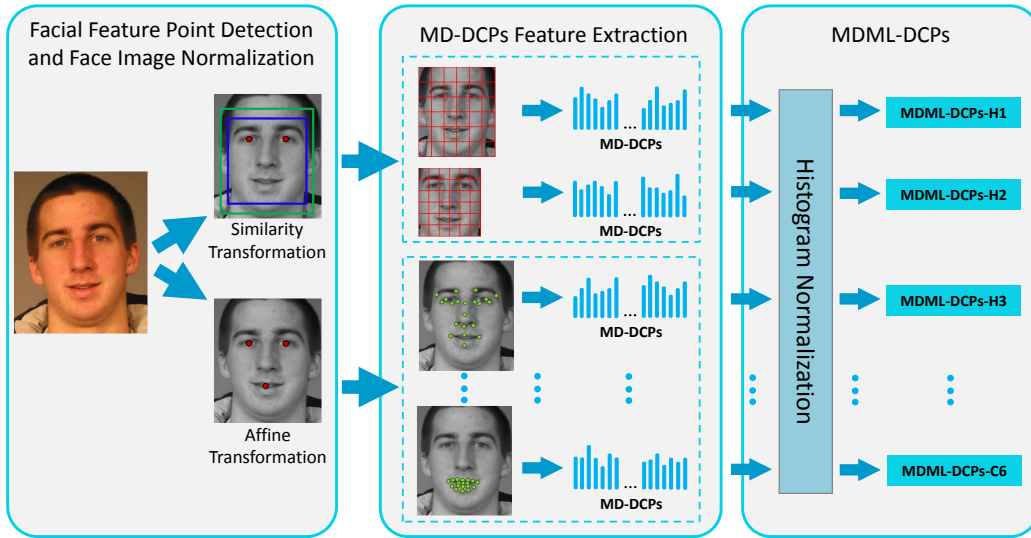 Facial Feature Point Detection
and Face Image Normalization
Similarity
Transformation
Affine
Transformation
MD-DCPs Feature Extraction
...
MD-DCPs
...
MD-DCPs
...
MD-DCPs
...
MD-DCPs
MDML-DCPs
Histogram Normalization
MDML-DCPs-H1
MDML-DCPs-H2
MDML-DCPs-H3
MDML-DCPs-C6